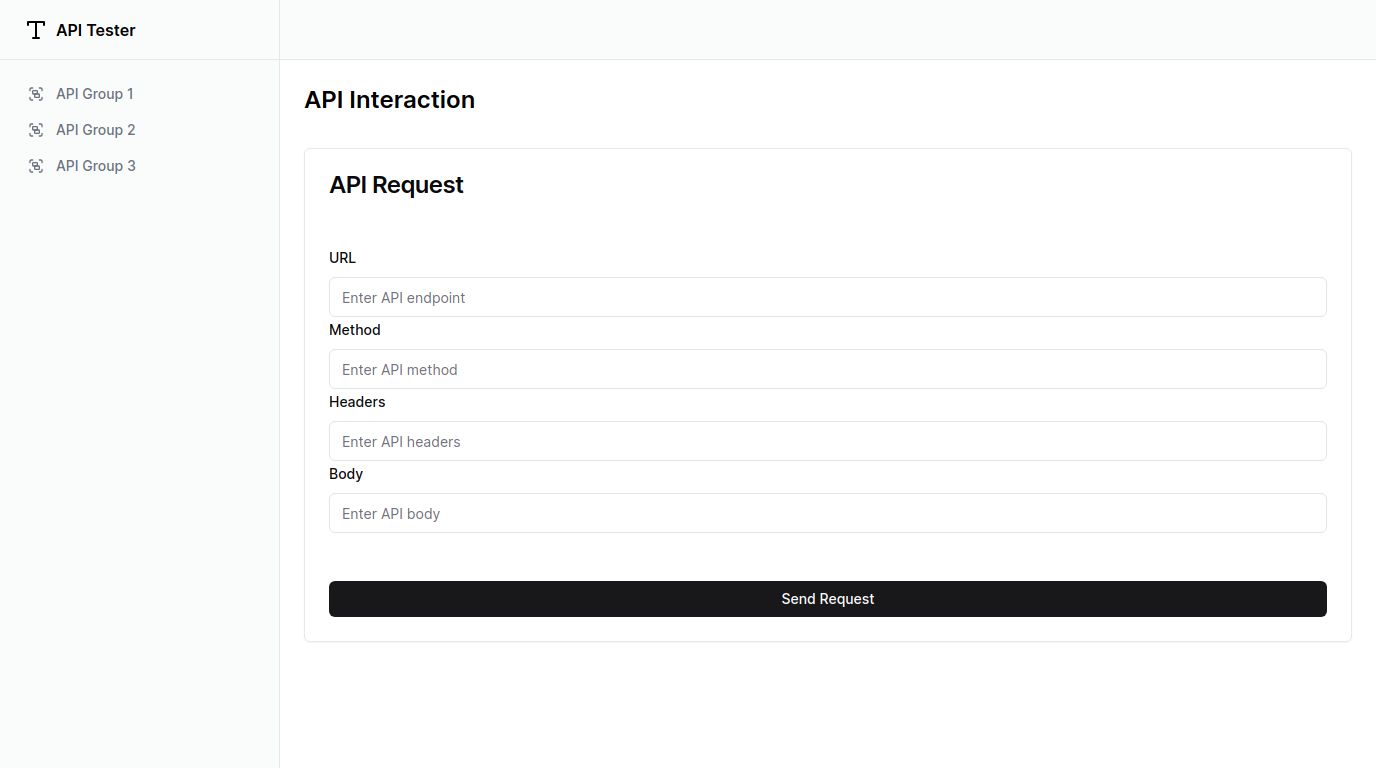 API Tester
API Group 1
API Group 2
API Group 3
API Interaction
API Request
URL
Enter API endpoint
Method
Enter API method
Headers
Enter API headers
Body
Enter API body
Send Request